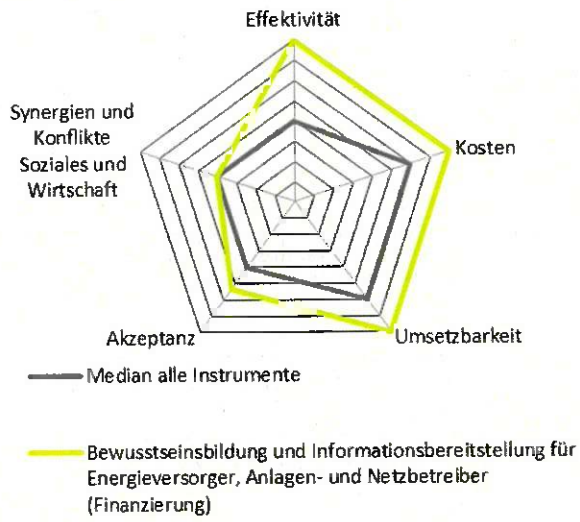 Effektivität
Synergien und
Konflikte
Soziales und
Wirtschaft
Kosten
Akzeptanz
Umsetzbarkeit
Median alle Instrumente
Bewusstseinsbildung und Informationsbereitstellung für
Energieversorger, Anlagen- und Netzbetreiber
(Finanzierung)